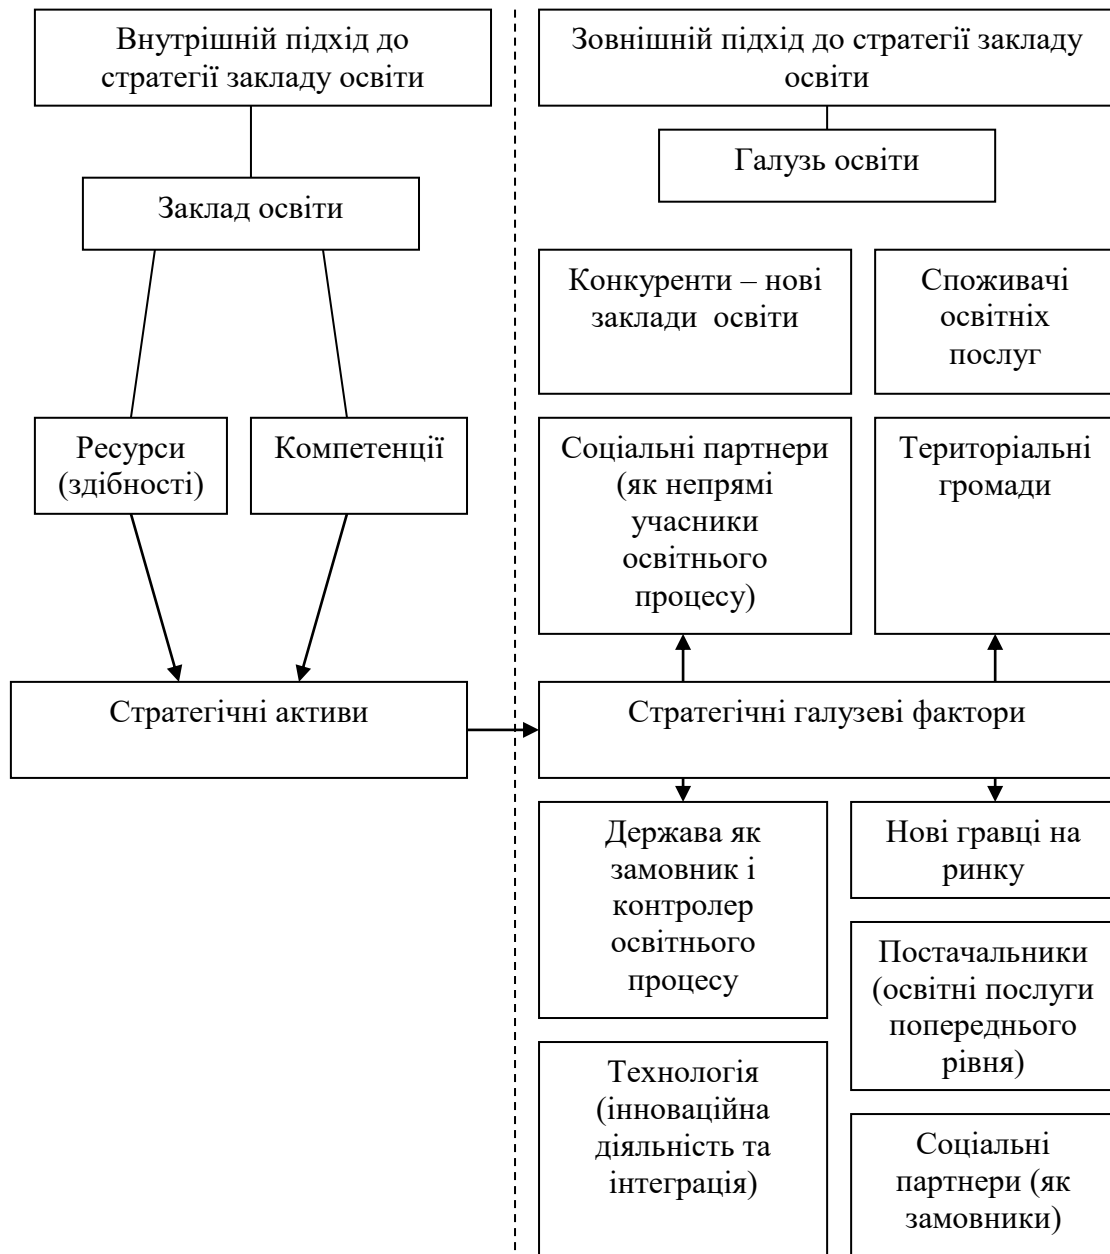 Внутрішній підхід до
стратегії закладу освіти
Зовнішній підхід до стратегії закладу
освіти
Галузь освіти
Заклад освіти
Конкуренти – нові
заклади освіти
Споживачі
освітніх
послуг
Ресурси
(здібності)
Компетенції
Соціальні партнери
(як непрямі
учасники
освітнього
процесу)
Територіальні
громади
Стратегічні активи
Стратегічні галузеві фактори
Держава як
замовник і
контролер
освітнього
процесу
Нові гравці на
ринку
Постачальники
(освітні послуги
попереднього
рівня)
Технологія
(інноваційна
діяльність та
інтеграція)
Соціальні
партнери (як
замовники)